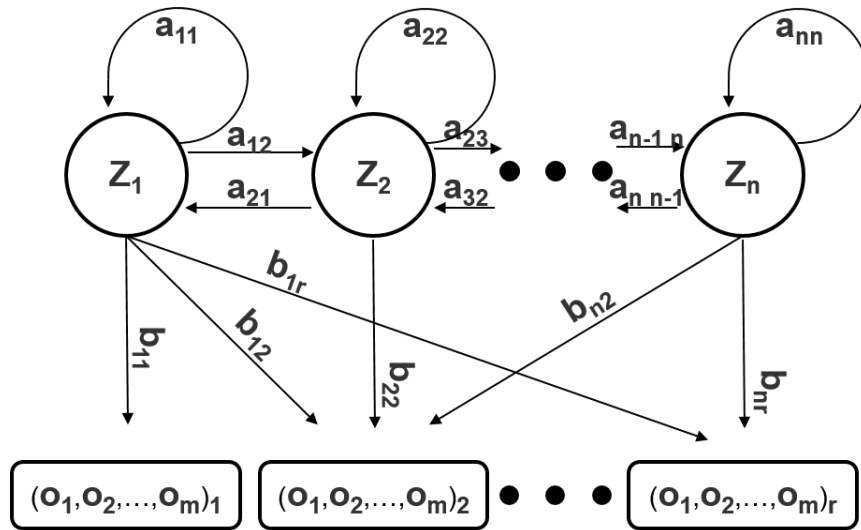 a₁₁ a₂₂ aₙₙ
a₁₂ a₂₃ aₙ₋₁ ₙ
Z₁ Z₂ Zₙ
a₂₁ a₃₂ aₙ ₙ₋₁
b₁₁ b₁₂ b₁ᵣ b₂₂ bₙ₂ bₙᵣ
(o₁,o₂,...,oₘ)₁ (o₁,o₂,...,oₘ)₂ (o₁,o₂,...,oₘ)ᵣ